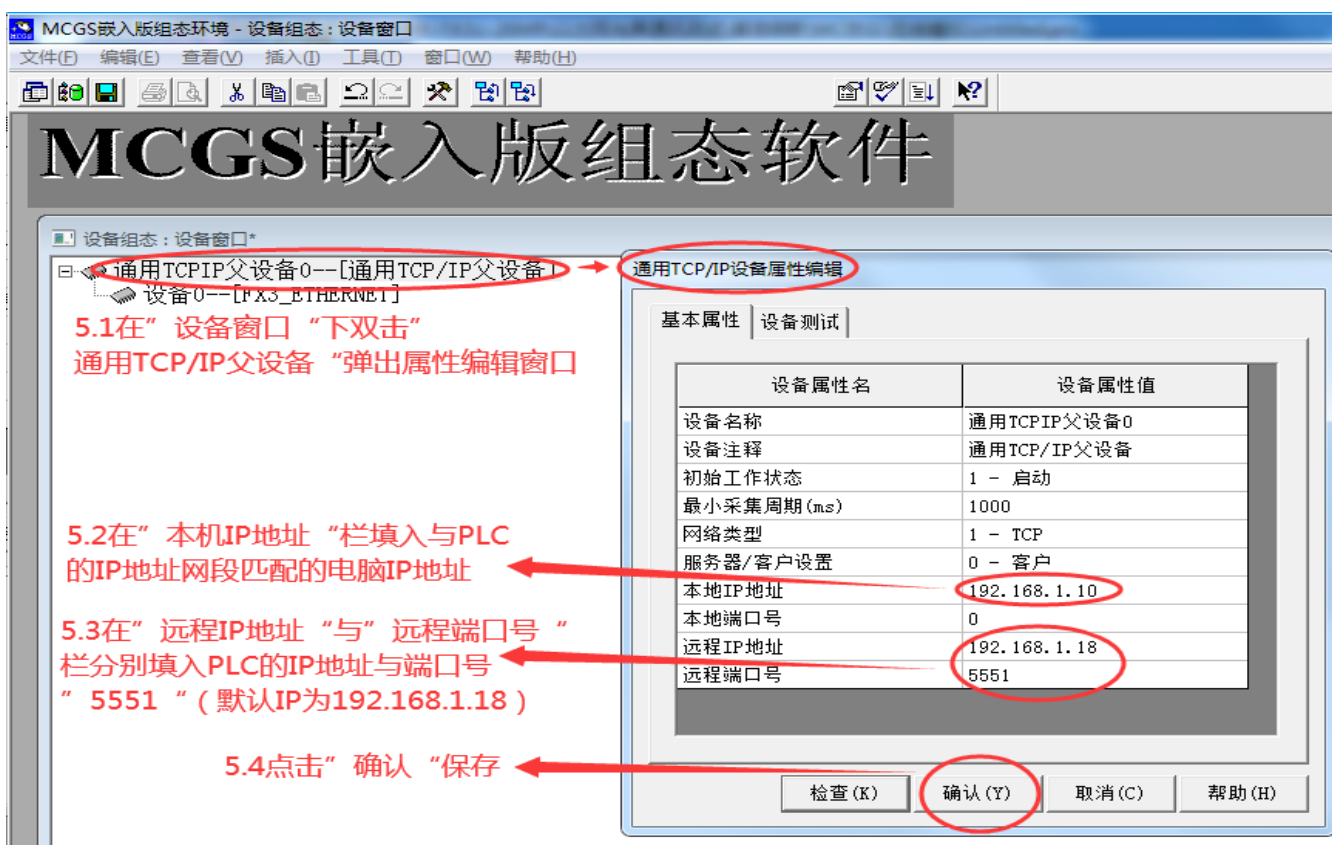 MCGS嵌入版组态环境 - 设备组态 : 设备窗口
文件(F) 编辑(E) 查看(V) 插入(I) 工具(T) 窗口(W) 帮助(H)
MCGS嵌入版组态软件
设备组态 : 设备窗口*
通用TCPIP父设备0--[通用TCP/IP父设备]
设备0--[FX3_ETHERNET]
5.1在”设备窗口“下双击”
通用TCP/IP父设备“弹出属性编辑窗口
5.2在”本机IP地址“栏填入与PLC
的IP地址网段匹配的电脑IP地址
5.3在”远程IP地址“与”远程端口号“
栏分别填入PLC的IP地址与端口号
”5551“（默认IP为192.168.1.18）
5.4点击”确认“保存
通用TCP/IP设备属性编辑
基本属性 设备测试
设备属性名 设备属性值
设备名称 通用TCPIP父设备0
设备注释 通用TCP/IP父设备
初始工作状态 1 - 启动
最小采集周期(ms) 1000
网络类型 1 - TCP
服务器/客户设置 0 - 客户
本地IP地址 192.168.1.10
本地端口号 0
远程IP地址 192.168.1.18
远程端口号 5551
检查(K) 确认(Y) 取消(C) 帮助(H)